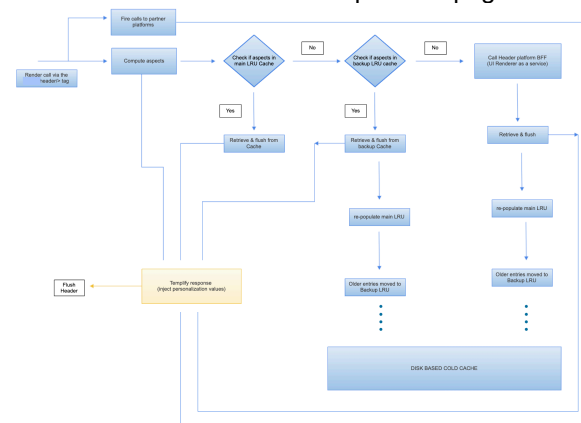 Fire calls to partner
platforms
Render call via the
header/> tag
Compute aspects
Check if aspects in
main LRU Cache
No
Check if aspects in
backup LRU cache
No
Call Header platform BFF
(UI Renderer as a service)
Yes
Yes
Retrieve & flush from
Cache
Retrieve & flush from
backup Cache
Retrieve & flush
re-populate main LRU
re-populate main LRU
Flush
Header
Templify response
(Inject personalization values)
Older entries moved to
Backup LRU
Older entries moved to
Backup LRU
DISK BASED COLD CACHE